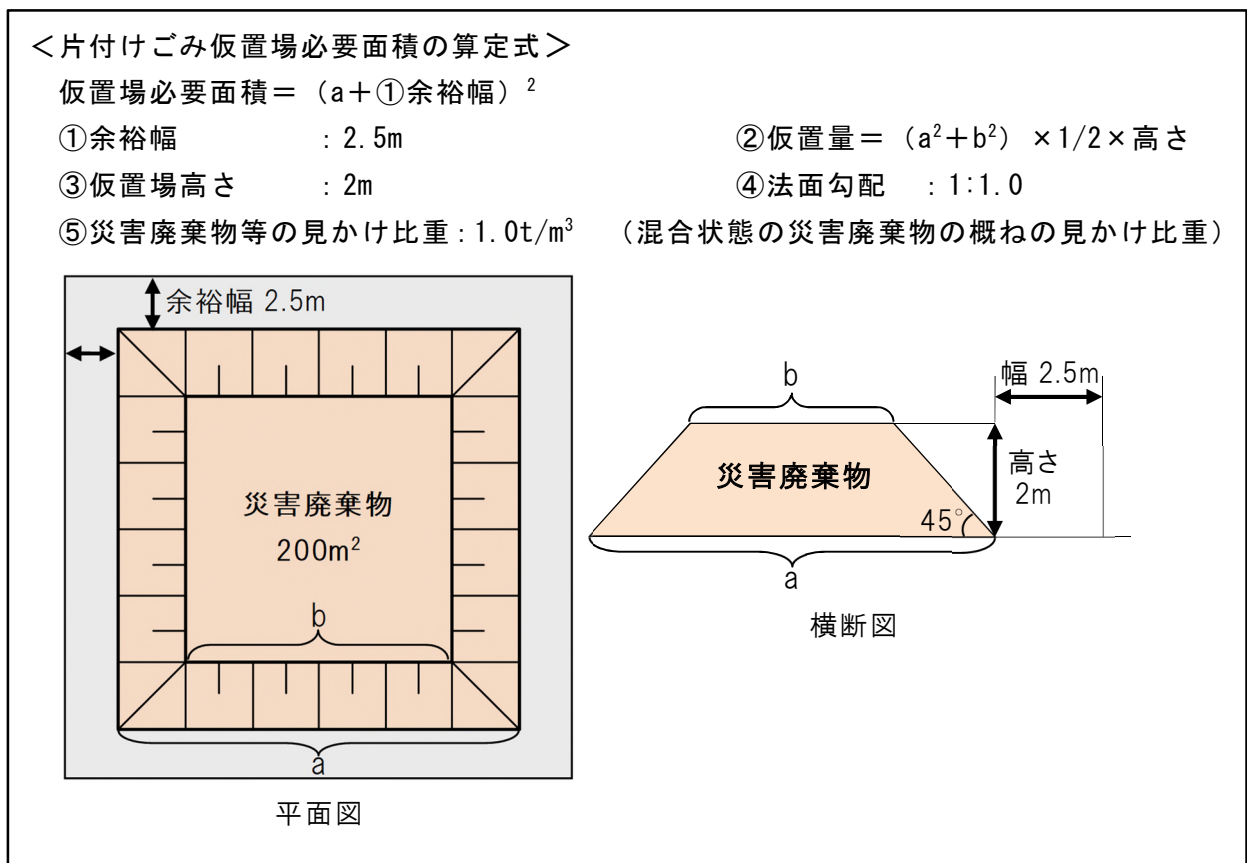 ＜片付けごみ仮置場必要面積の算定式＞
仮置場必要面積＝（a＋①余裕幅）²
①余裕幅　　　：2.5m　　　②仮置量＝（a²＋b²）×1/2×高さ
③仮置場高さ　：2m　　　④法面勾配　：1:1.0
⑤災害廃棄物等の見かけ比重：1.0t/m³　（混合状態の災害廃棄物の概ねの見かけ比重）
余裕幅 2.5m
災害廃棄物
200m²
b
a
平面図
b
幅 2.5m
災害廃棄物
高さ
2m
45°
a
横断図